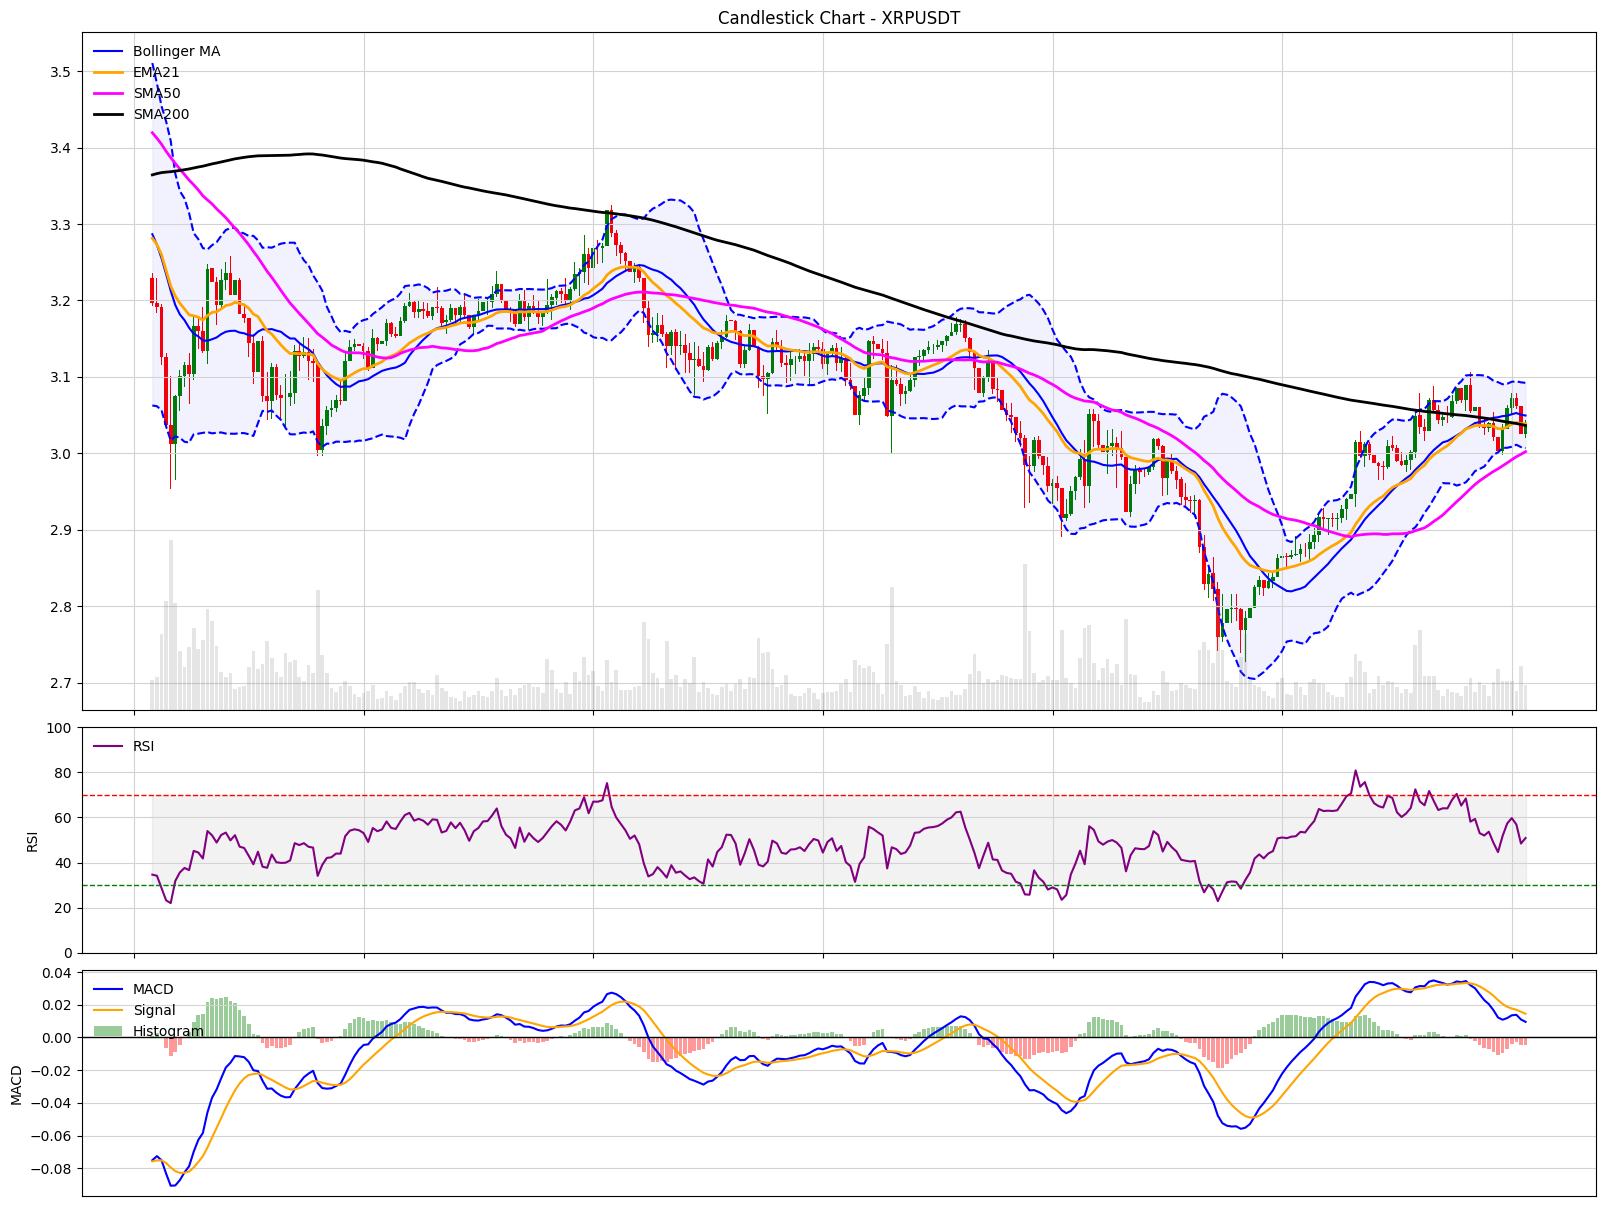 Candlestick Chart - XRPUSDT
Bollinger MA
EMA21
SMA50
SMA200
3.5
3.4
3.3
3.2
3.1
3.0
2.9
2.8
2.7
RSI
RSI
100
80
60
40
20
0
MACD
Signal
Histogram
MACD
0.04
0.02
0.00
−0.02
−0.04
−0.06
−0.08